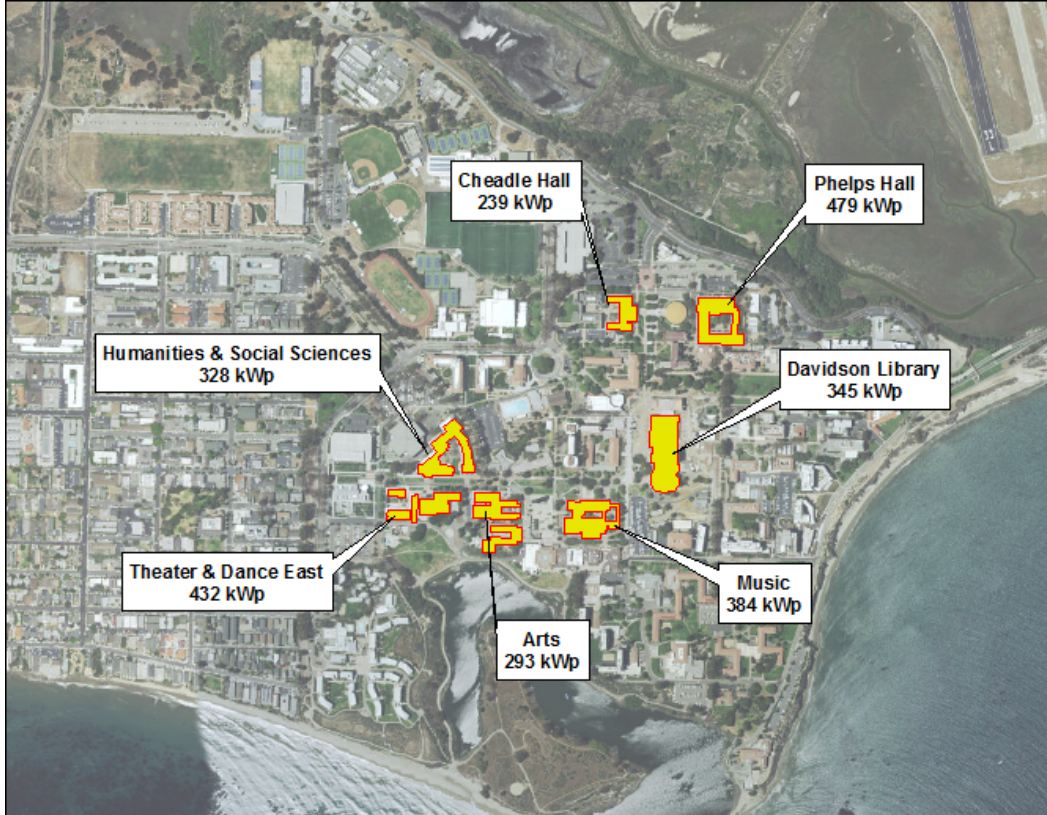 Cheadle Hall
239 kWp
Phelps Hall
479 kWp
Humanities & Social Sciences
328 kWp
Davidson Library
345 kWp
Theater & Dance East
432 kWp
Music
384 kWp
Arts
293 kWp